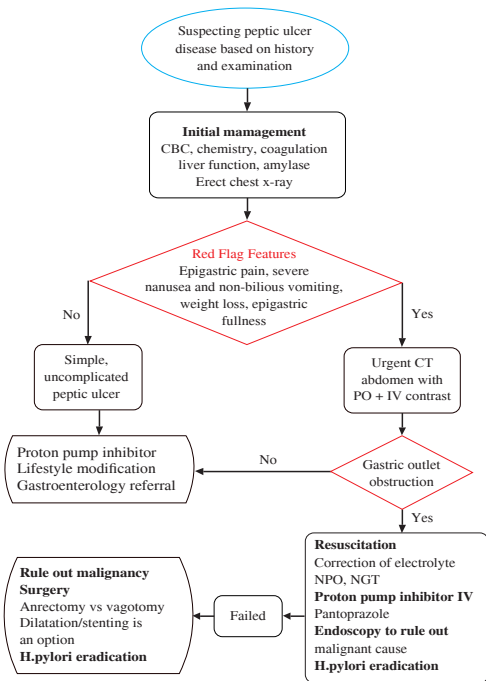 Suspecting peptic ulcer
disease based on history
and examination
Initial mamagement
CBC, chemistry, coagulation
liver function, amylase
Erect chest x-ray
Red Flag Features
Epigastric pain, severe
nanusea and non-bilious vomiting,
weight loss, epigastric
fullness
No
Yes
Simple,
uncomplicated
peptic ulcer
Urgent CT
abdomen with
PO + IV contrast
Proton pump inhibitor
Lifestyle modification
Gastroenterology referral
No
Gastric outlet
obstruction
Yes
Resuscitation
Correction of electrolyte
NPO, NGT
Proton pump inhibitor IV
Pantoprazole
Endoscopy to rule out
malignant cause
H.pylori eradication
Failed
Rule out malignancy
Surgery
Anrectomy vs vagotomy
Dilatation/stenting is
an option
H.pylori eradication